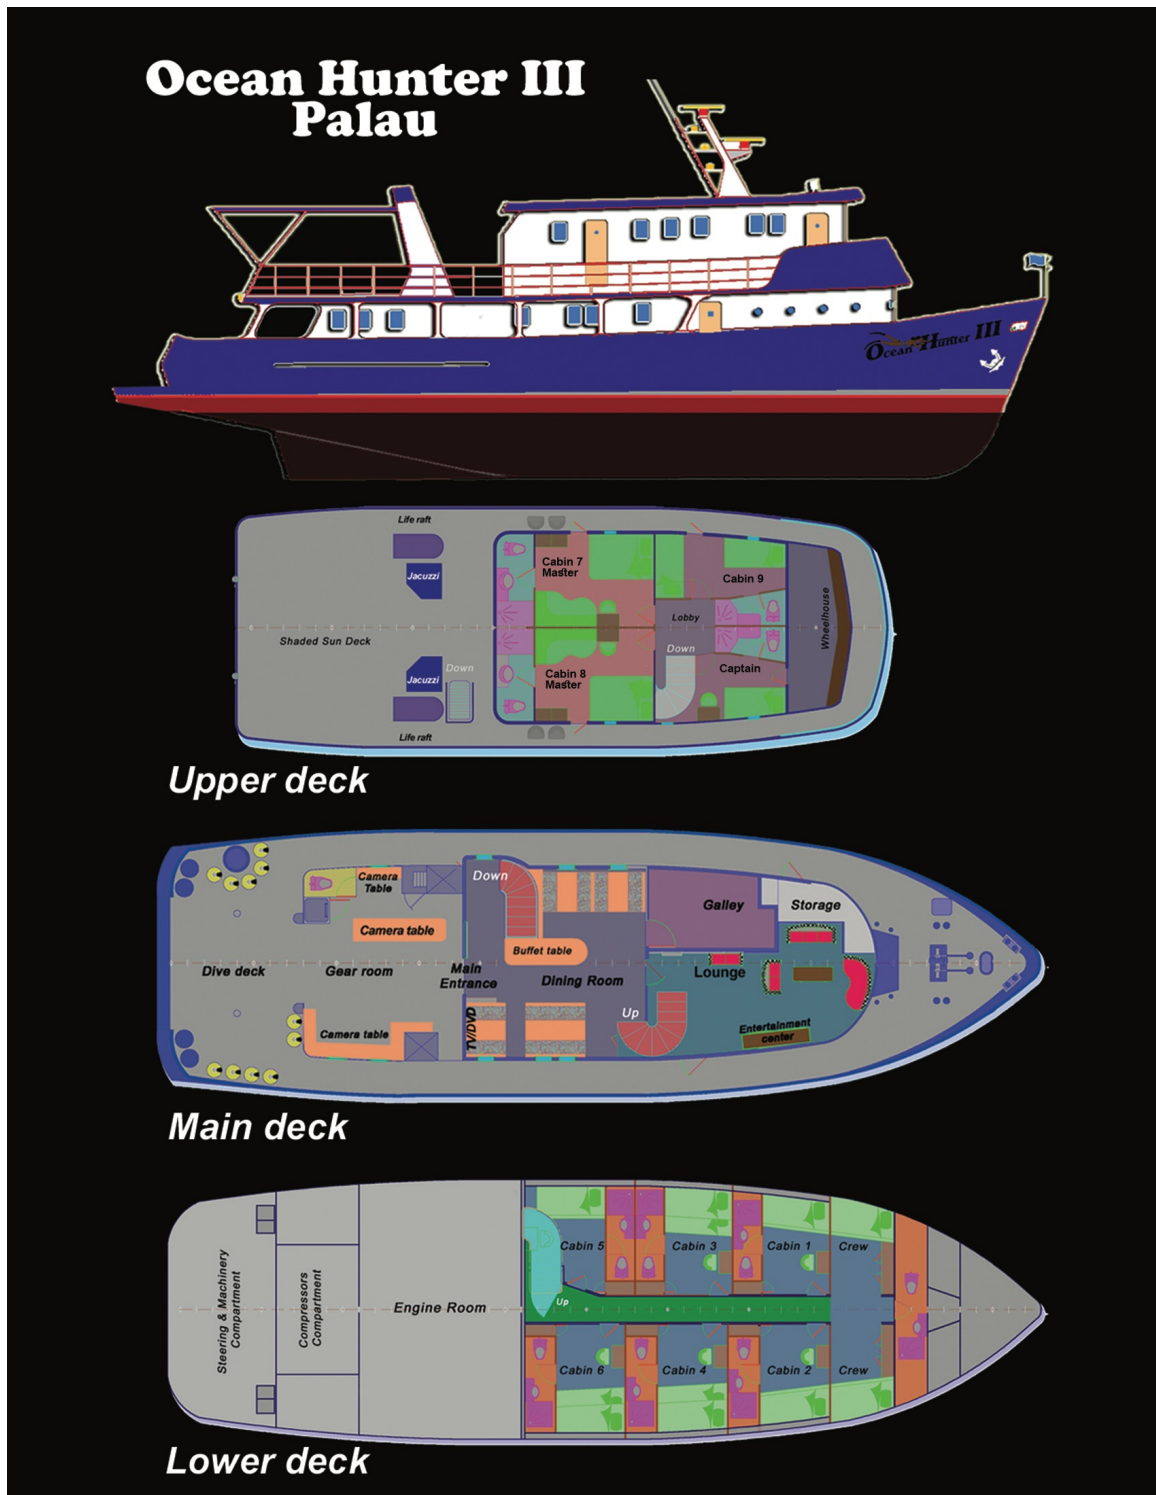 Ocean Hunter III
Palau
Ocean Hunter III
Life raft
Jacuzzi
Shaded Sun Deck
Jacuzzi
Down
Life raft
Cabin 7
Master
Cabin 8
Master
Cabin 9
Lobby
Down
Captain
Wheelhouse
Upper deck
Camera
Table
Down
Galley
Storage
Camera table
Buffet table
Dive deck
Gear room
Main
Entrance
Dining Room
Lounge
Camera table
TV/DVD
Up
Entertainment
center
Main deck
Steering & Machinery
Compartment
Compressors
Compartment
Engine Room
Cabin 5
Cabin 3
Cabin 1
Crew
Up
Cabin 6
Cabin 4
Cabin 2
Crew
Lower deck